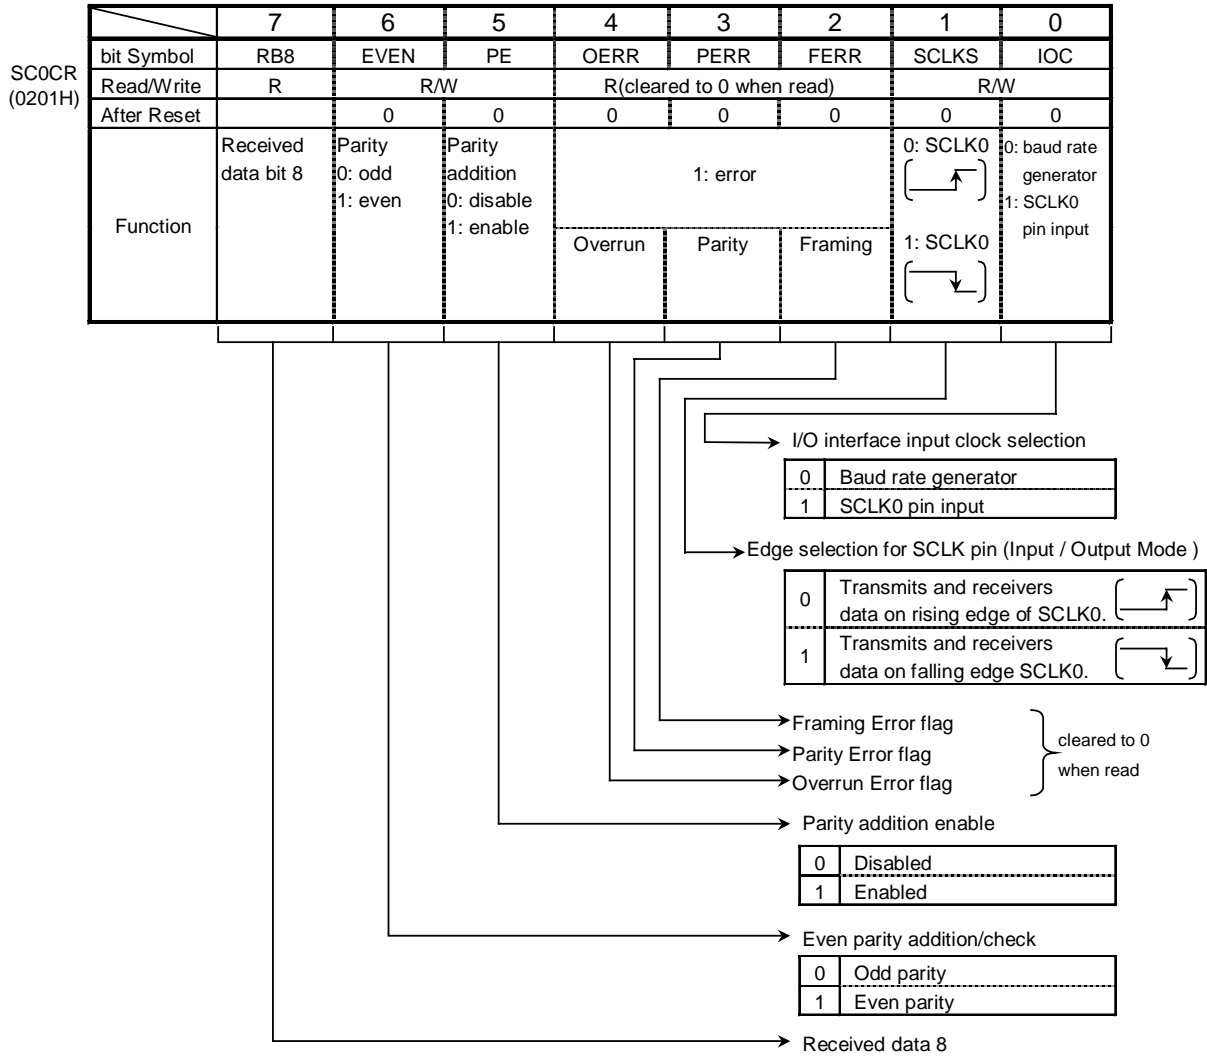 7 6 5 4 3 2 1 0
bit Symbol RB8 EVEN PE OERR PERR FERR SCLKS IOC
SC0CR
(0201H)
Read/Write R R/W R(cleared to 0 when read) R/W
After Reset 0 0 0 0 0 0 0
Function
Received
data bit 8
Parity
0: odd
1: even
Parity
addition
0: disable
1: enable
1: error
Overrun Parity Framing
0: SCLK0
1: SCLK0
0: baud rate
generator
1: SCLK0
pin input
I/O interface input clock selection
0 Baud rate generator
1 SCLK0 pin input
Edge selection for SCLK pin (Input / Output Mode )
0 Transmits and receivers
data on rising edge of SCLK0.
1 Transmits and receivers
data on falling edge SCLK0.
Framing Error flag
Parity Error flag
Overrun Error flag
cleared to 0
when read
Parity addition enable
0 Disabled
1 Enabled
Even parity addition/check
0 Odd parity
1 Even parity
Received data 8